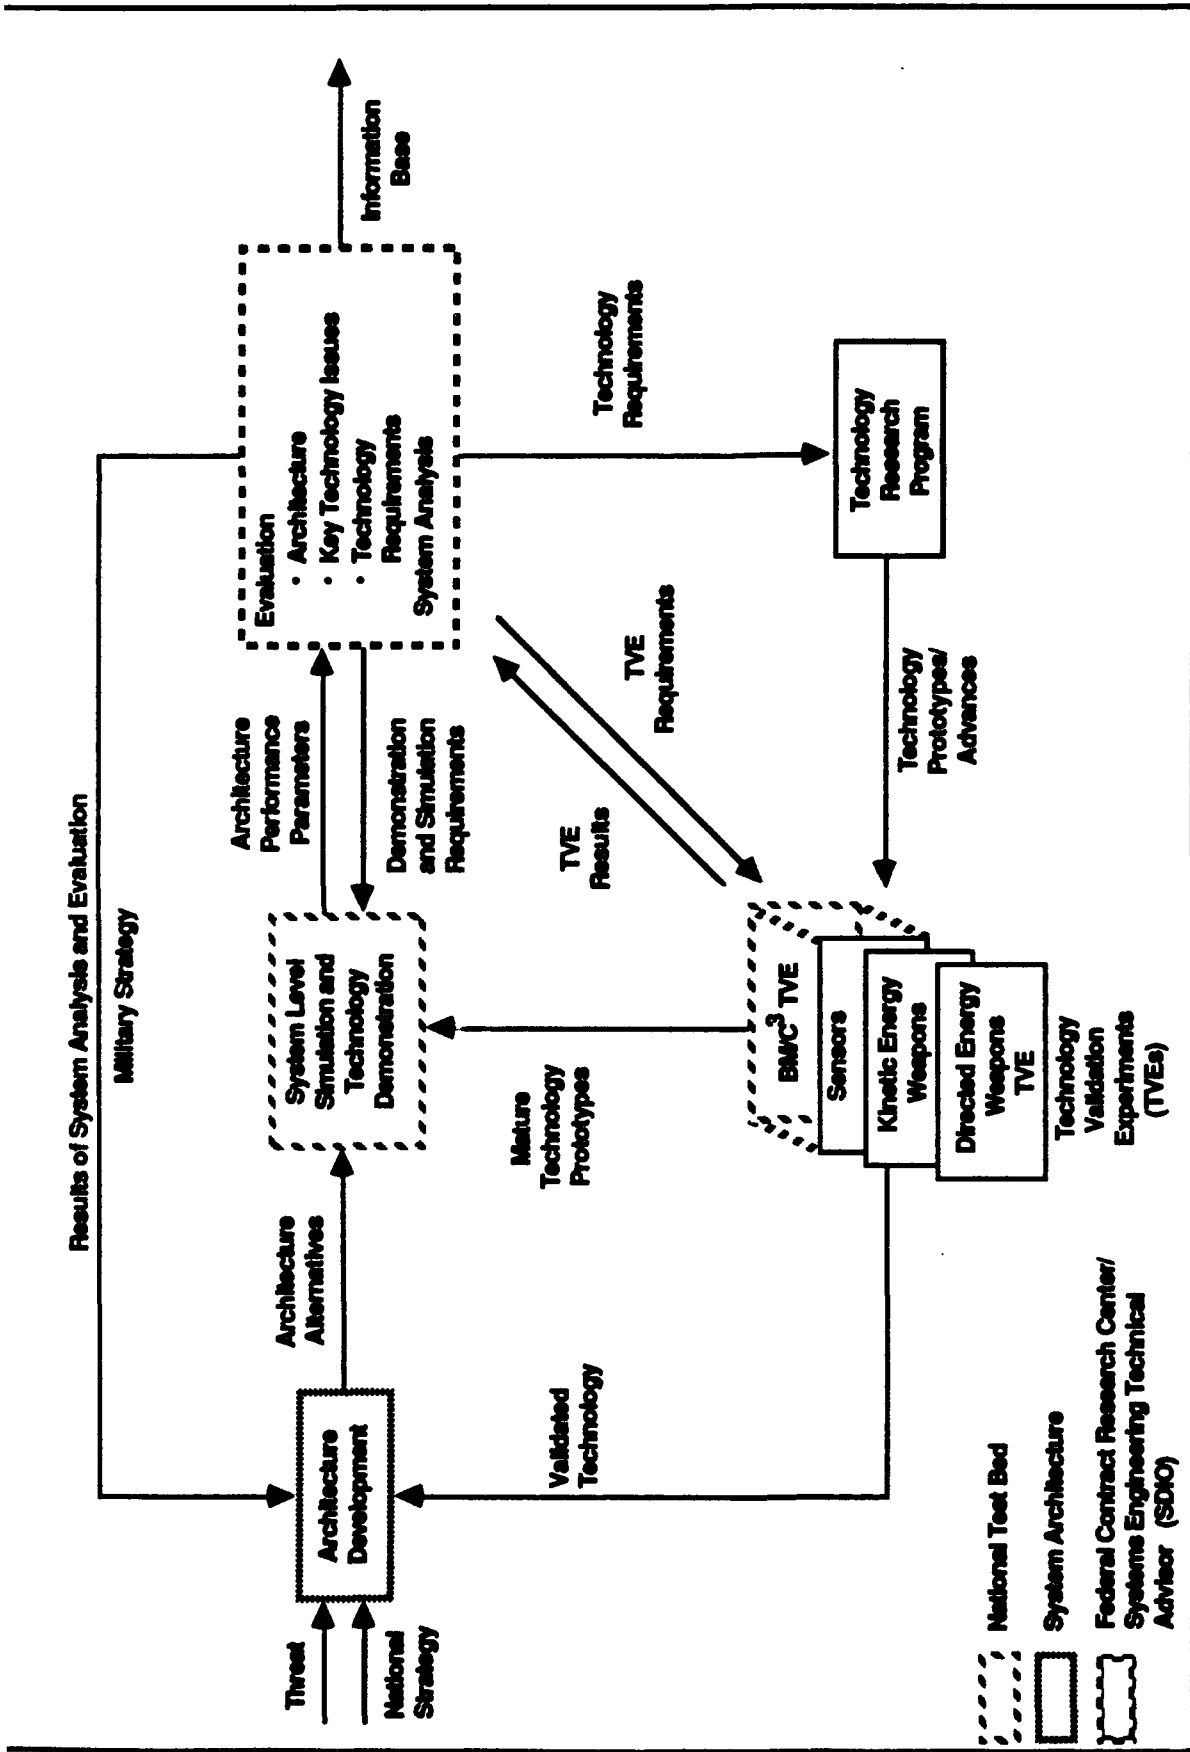 Results of System Analysis and Evaluation
Military Strategy
Threat
National
Strategy
Architecture
Development
Architecture
Alternatives
System Level
Simulation and
Technology
Demonstration
Architecture
Performance
Parameters
Demonstration
and Simulation
Requirements
Evaluation
• Architecture
• Key Technology Issues
• Technology
Requirements
System Analysis
Information
Base
Validated
Technology
Mature
Technology
Prototypes
TVE
Results
TVE
Requirements
Technology
Requirements
BM/C³ TVE
Sensors
Kinetic Energy
Weapons
Directed Energy
Weapons
TVE
Technology
Validation
Experiments
(TVEs)
Technology
Prototypes/
Advances
Technology
Research
Program
National Test Bed
System Architecture
Federal Contract Research Center/
Systems Engineering Technical
Advisor (SDIO)